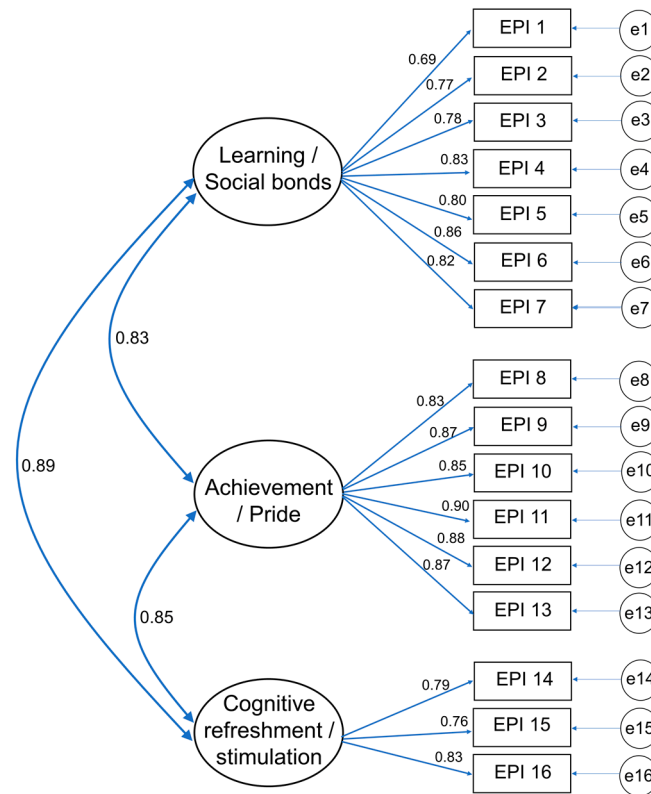 EPI 1
e1
0.69
EPI 2
e2
0.77
EPI 3
e3
0.78
Learning /
Social bonds
EPI 4
e4
0.83
EPI 5
e5
0.80
EPI 6
e6
0.86
EPI 7
e7
0.82
0.83
EPI 8
e8
0.83
EPI 9
e9
0.87
0.89
EPI 10
e10
0.85
Achievement
/ Pride
EPI 11
e11
0.90
EPI 12
e12
0.88
EPI 13
e13
0.87
0.85
EPI 14
e14
0.79
Cognitive
refreshment /
stimulation
EPI 15
e15
0.76
EPI 16
e16
0.83